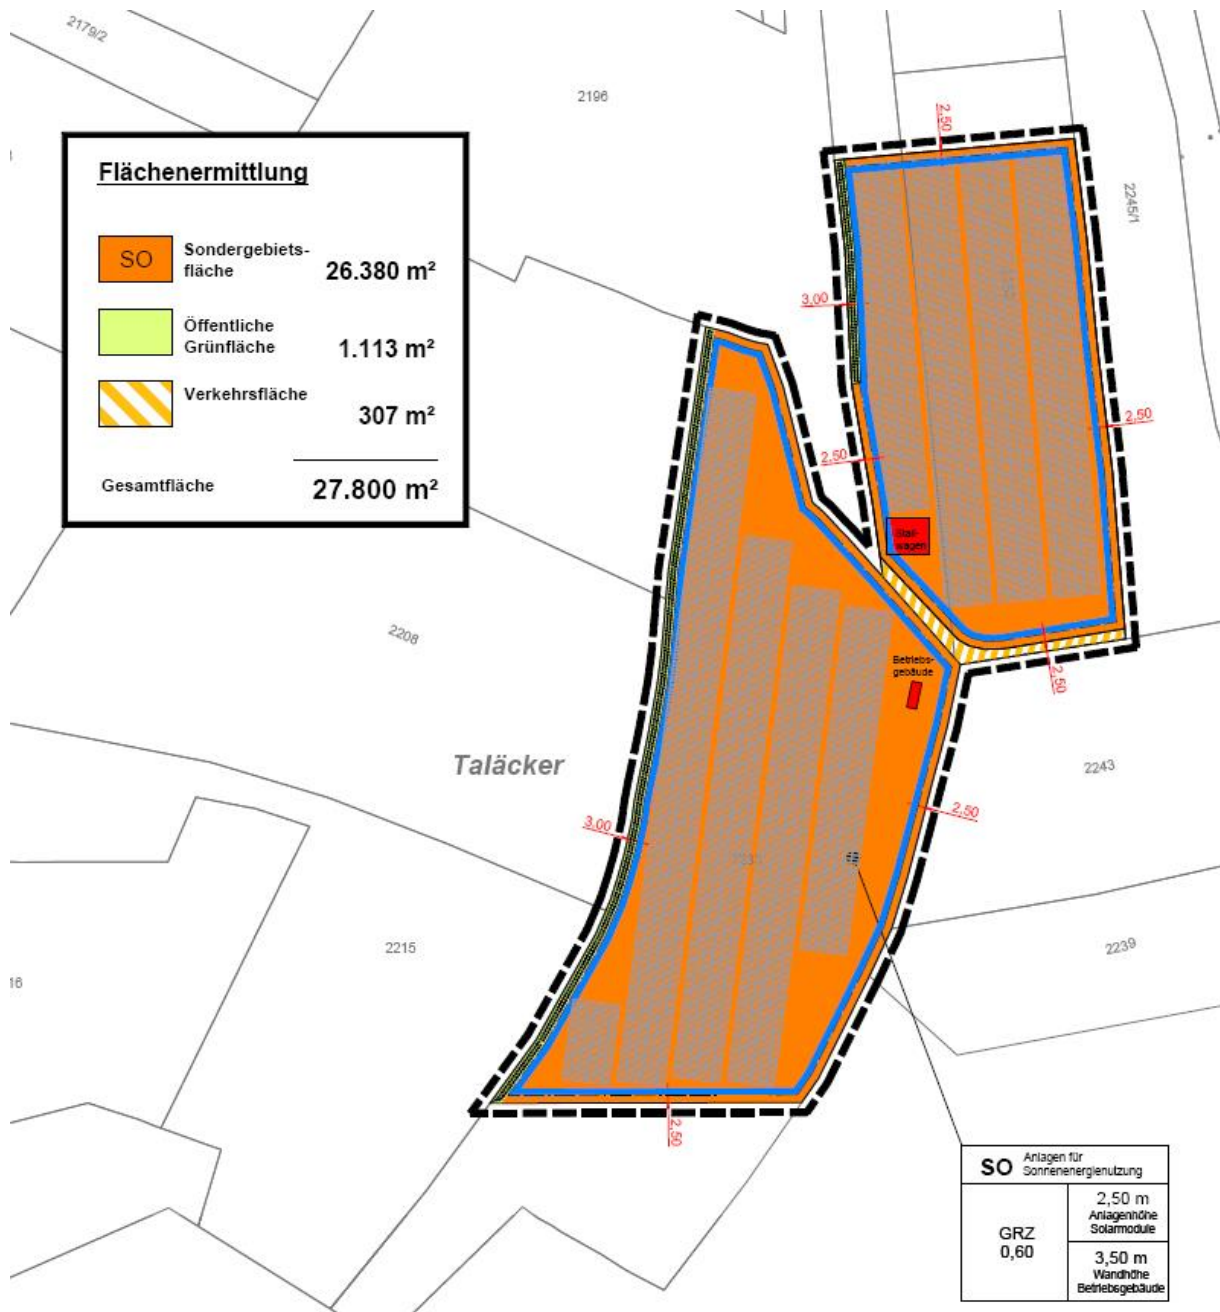 2179/2
2196
Flächenermittlung
SO
Sondergebiets-
fläche
26.380 m²
Öffentliche
Grünfläche
1.113 m²
Verkehrsfläche
307 m²
Gesamtfläche
27.800 m²
2,50
2245/1
3,00
2,50
2,50
wagen
2208
Betriebs-
gebäude
2,50
Taläcker
2243
2,50
3,00
2215
2239
16
2,50
SO
Anlagen für
Sonnenenergienutzung
GRZ
0,60
2,50 m
Anlagenhöhe
Solarmodule
3,50 m
Wandhöhe
Betriebsgebäude